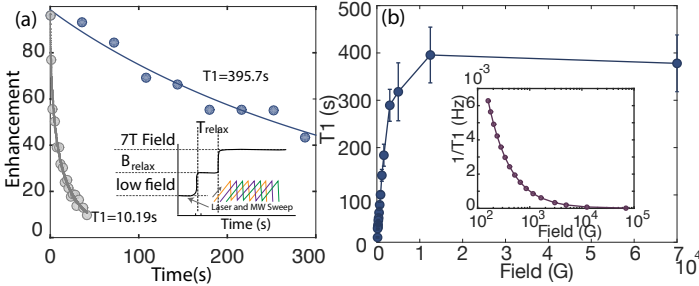 (a)
100
80
60
40
20
0
Enhancement
T1=395.7s
T1=10.19s
7T Field
B_relax
low field
T_relax
Laser and MW Sweep
Time (s)
0 100 200 300
Time(s)
(b)
500
400
300
200
100
0
T1 (s)
0 1 2 3 4 5 6 7
10^4
Field (G)
10^-3
6
4
2
0
1/T1 (Hz)
10^2 10^3 10^4 10^5
Field (G)